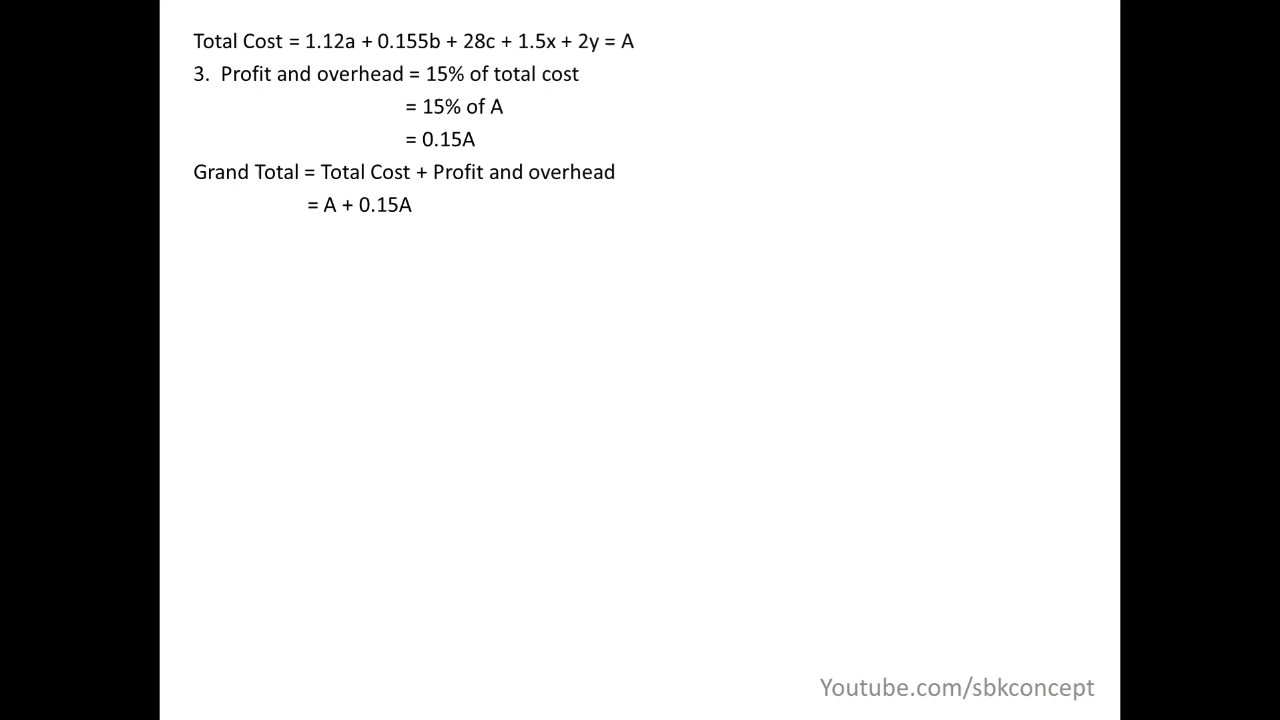 Total Cost = 1.12a + 0.155b + 28c + 1.5x + 2y = A
3. Profit and overhead = 15% of total cost
= 15% of A
= 0.15A
Grand Total = Total Cost + Profit and overhead
= A + 0.15A
Youtube.com/sbkconcept